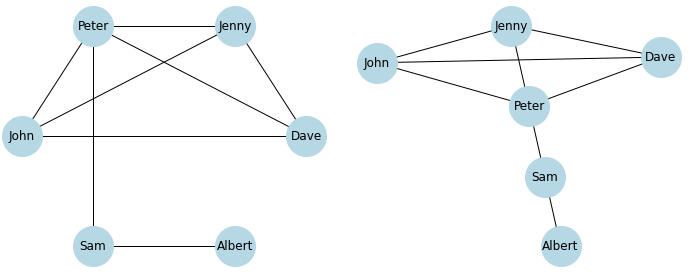 Peter
Jenny
John
Dave
Sam
Albert
Jenny
John
Dave
Peter
Sam
Albert